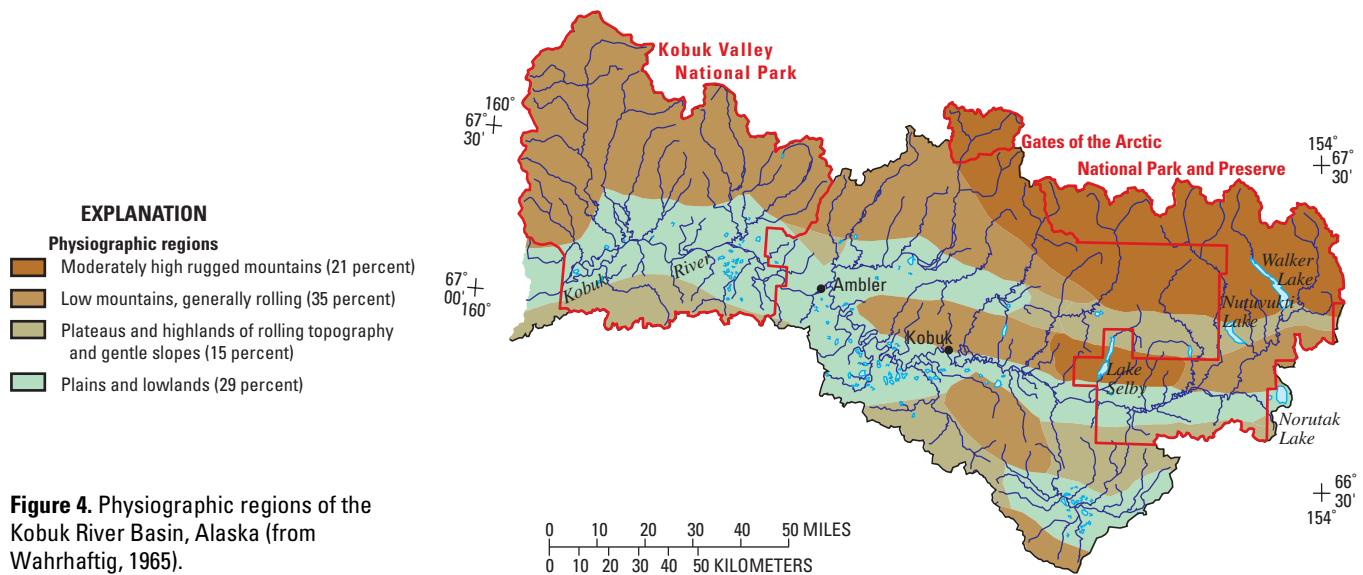 Kobuk Valley
National Park
160°
67°
30'
Gates of the Arctic
National Park and Preserve
154°
67°
30'
EXPLANATION
Physiographic regions
Moderately high rugged mountains (21 percent)
Low mountains, generally rolling (35 percent)
Plateaus and highlands of rolling topography
and gentle slopes (15 percent)
Plains and lowlands (29 percent)
67°
00'
160°
Kobuk
River
Ambler
Kobuk
Walker
Lake
Nutuvukti
Lake
Lake
Selby
Norutak
Lake
66°
30'
154°
Figure 4. Physiographic regions of the
Kobuk River Basin, Alaska (from
Wahrhaftig, 1965).
0 10 20 30 40 50 MILES
0 10 20 30 40 50 KILOMETERS